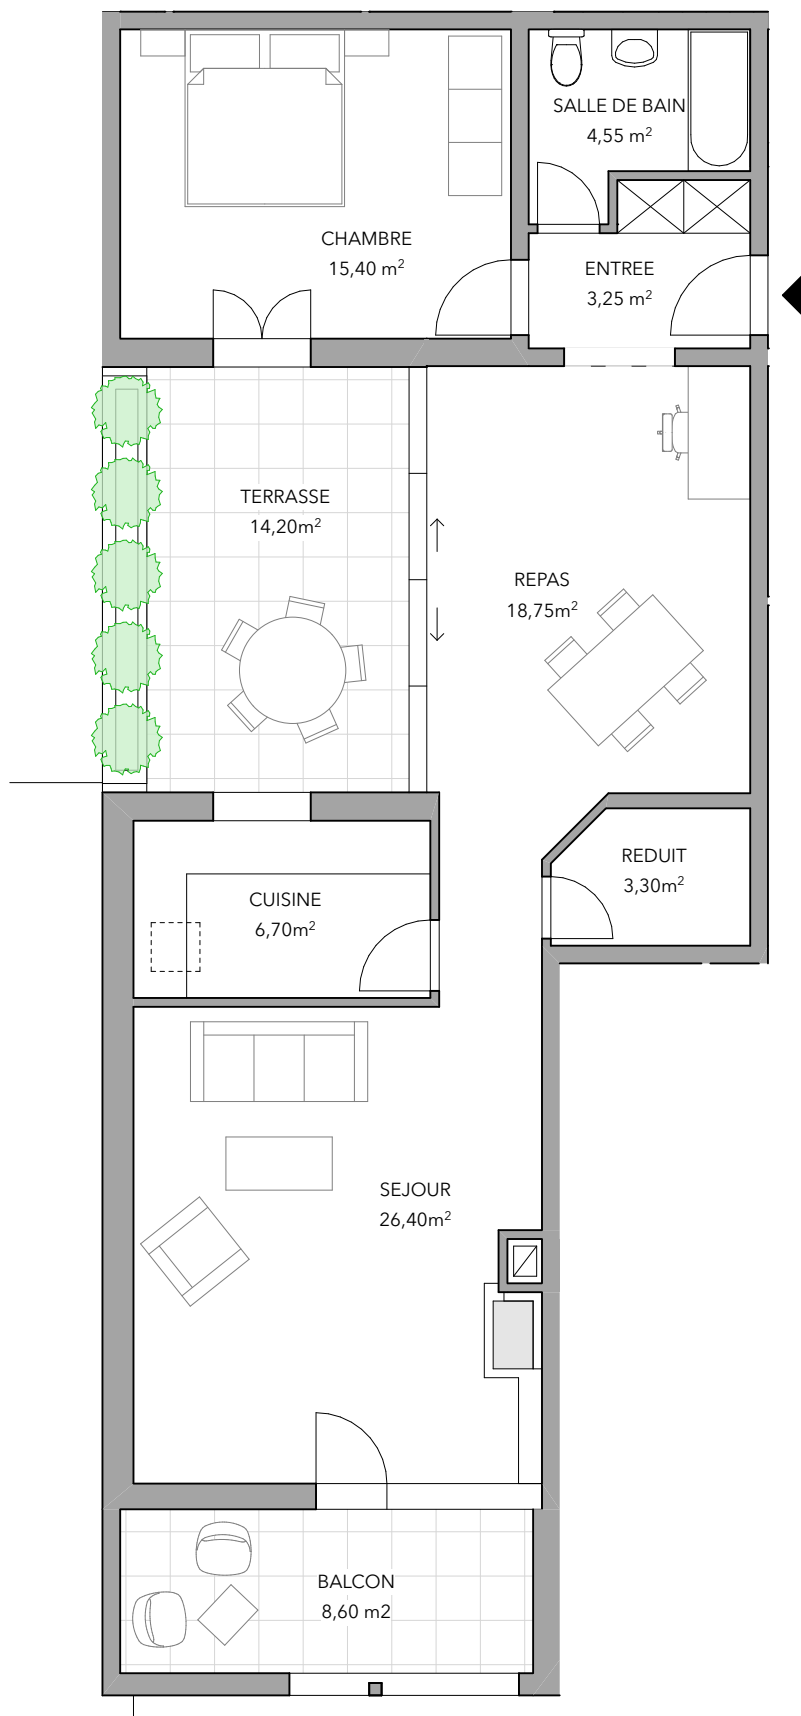 SALLE DE BAIN
4,55 m²
CHAMBRE
15,40 m²
ENTREE
3,25 m²
TERRASSE
14,20m²
REPAS
18,75m²
REDUIT
3,30m²
CUISINE
6,70m²
SEJOUR
26,40m²
BALCON
8,60 m2